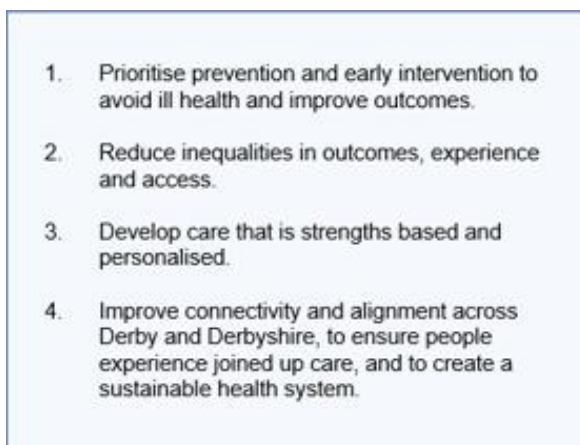 1. Prioritise prevention and early intervention to
avoid ill health and improve outcomes.
2. Reduce inequalities in outcomes, experience
and access.
3. Develop care that is strengths based and
personalised.
4. Improve connectivity and alignment across
Derby and Derbyshire, to ensure people
experience joined up care, and to create a
sustainable health system.